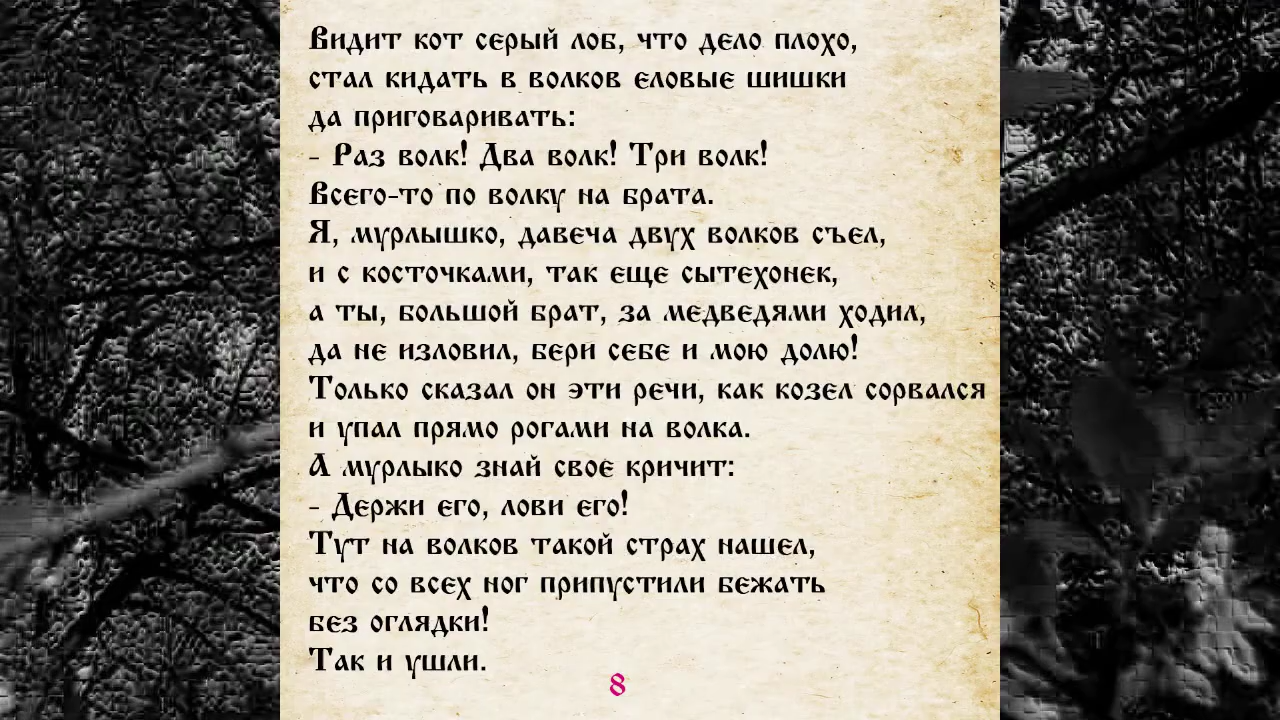 Видит кот серый лоб, что дело плохо,
стал кидать в волков еловые шишки
да приговаривать:
- Раз волк! Два волк! Три волк!
Всего-то по волку на брата.
Я, мурлышко, давеча двух волков съел,
и с косточками, так еще сытехонек,
а ты, большой брат, за медведями ходил,
да не изловил, бери себе и мою долю!
Только сказал он эти речи, как козел сорвался
и упал прямо рогами на волка.
А мурлыко знай свое кричит:
- Держи его, лови его!
Тут на волков такой страх нашел,
что со всех ног припустили бежать
без оглядки!
Так и ушли.
8